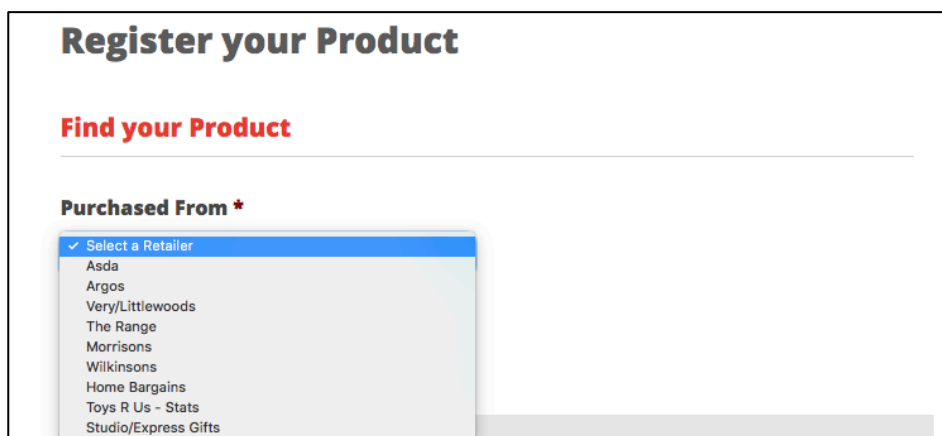 Register your Product
Find your Product
Purchased From *
✓ Select a Retailer
Asda
Argos
Very/Littlewoods
The Range
Morrisons
Wilkinsons
Home Bargains
Toys R Us - Stats
Studio/Express Gifts